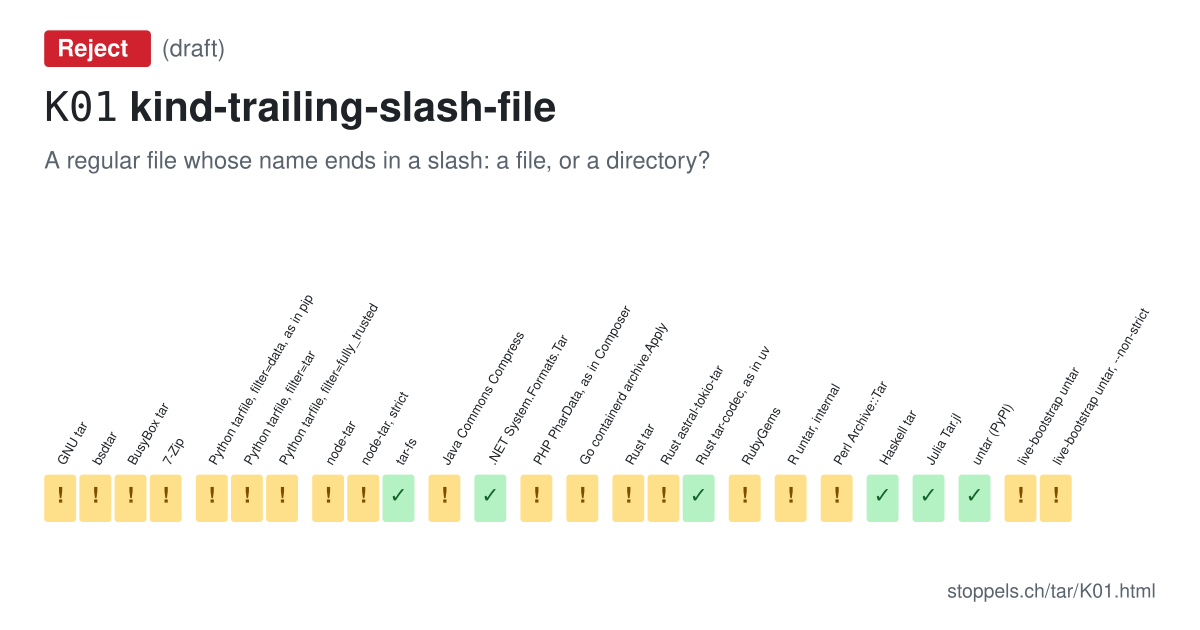 Reject (draft)
K01 kind-trailing-slash-file
A regular file whose name ends in a slash: a file, or a directory?
GNU tar
bsdtar
BusyBox tar
7-Zip
Python tarfile, filter=data, as in pip
Python tarfile, filter=tar
Python tarfile, filter=fully_trusted
node-tar
node-tar, strict
tar-fs
Java Commons Compress
.NET System.Formats.Tar
PHP PharData, as in Composer
Go containerd archive.Apply
Rust tar
Rust astral-tokio-tar
Rust tar-codec, as in uv
RubyGems
R untar, internal
Perl Archive::Tar
Haskell tar
Julia Tar.jl
untar (PyPI)
live-bootstrap untar
live-bootstrap untar, --non-strict
! ! ! ! ! ! ! ! ! ✓ ! ✓ ! ! ! ! ✓ ! ! ! ✓ ✓ ✓ ! !
stoppels.ch/tar/K01.html